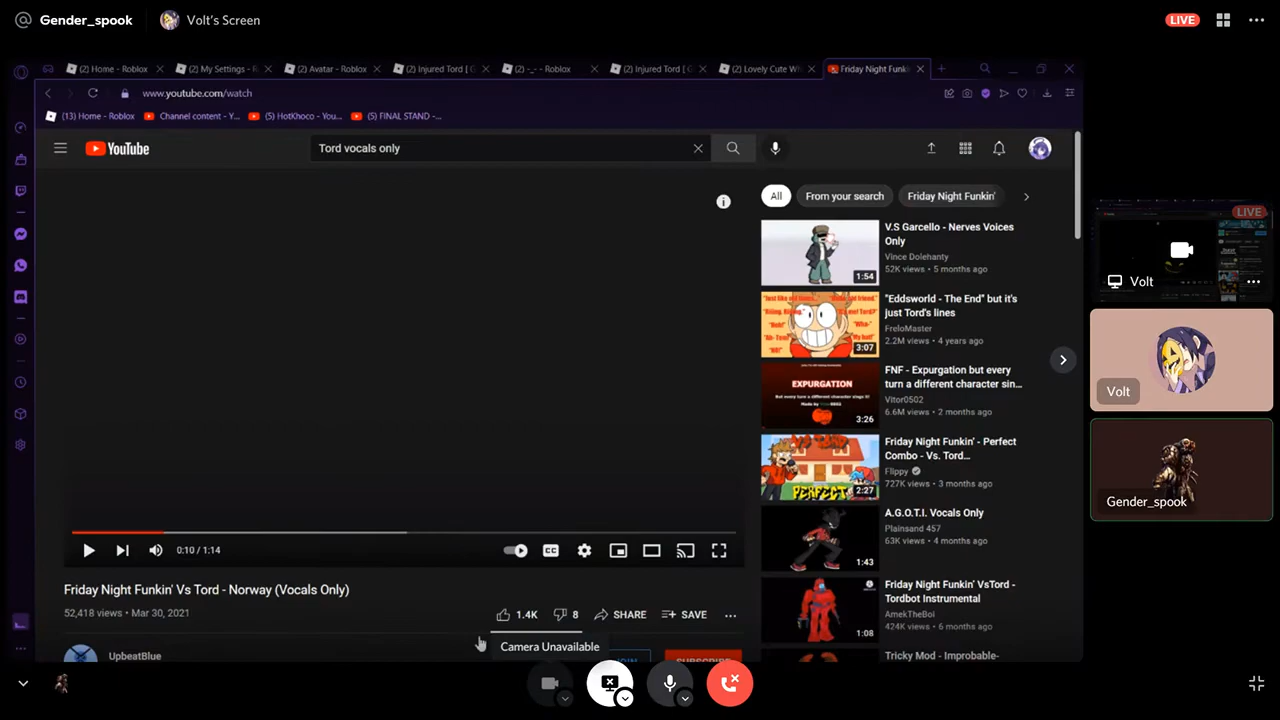 Gender_spook
Volt's Screen
LIVE
(2) Home - Roblox
(2) My Settings - R
(2) Avatar - Roblox
(2) Injured Tord [ G
(2) -_- - Roblox
(2) Injured Tord [ G
(2) Lovely Cute W
Friday Night Funk
www.youtube.com/watch
(13) Home - Roblox
Channel content - Y...
(5) HotKhoco - You...
(5) FINAL STAND -...
YouTube
Tord vocals only
All
From your search
Friday Night Funkin'
V.S Garcello - Nerves Voices
Only
Vince Dolehanty
52K views • 5 months ago
1:54
"Eddsworld - The End" but it's
just Tord's lines
FreloMaster
2.2M views • 4 years ago
3:07
FNF - Expurgation but every
turn a different character sin...
Vitor0502
6.6M views • 2 months ago
EXPURGATION
3:26
Friday Night Funkin' - Perfect
Combo - Vs. Tord...
Flippy
727K views • 3 months ago
PERFECT
2:27
A.G.O.T.I. Vocals Only
Plainsand 457
63K views • 4 months ago
1:43
Friday Night Funkin' VsTord -
Tordbot Instrumental
AmekTheBoi
424K views • 6 months ago
1:08
Tricky Mod - Improbable-
0:10 / 1:14
CC
Friday Night Funkin' Vs Tord - Norway (Vocals Only)
52,418 views • Mar 30, 2021
1.4K
8
SHARE
SAVE
Camera Unavailable
UpbeatBlue
JOIN
SUBSCRIBE
LIVE
Volt
Volt
Gender_spook